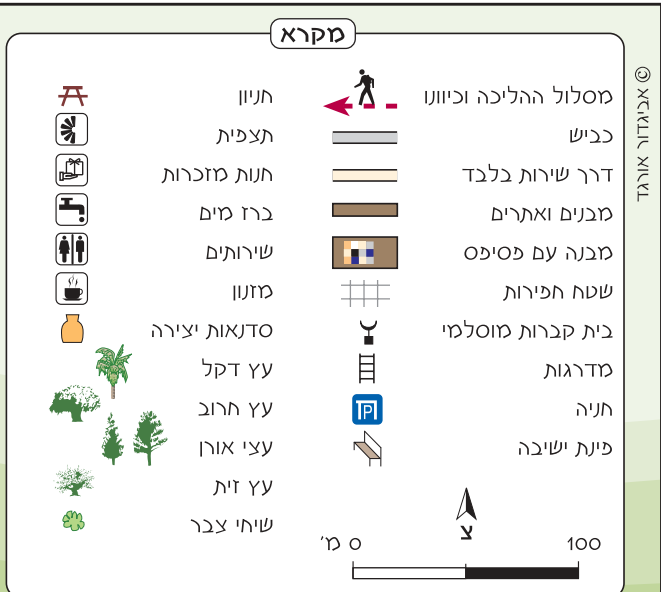 מקרא
מסלול ההליכה וכיוונו
כביש
דרך שירות בלבד
מבנים ואתרים
מבנה עם פסיפס
שטח חפירות
בית קברות מוסלמי
מדרגות
P
חניה
פינת ישיבה
חניון
תצפית
חנות מזכרות
ברז מים
שירותים
מזנון
סדנאות יצירה
עץ דקל
עץ חרוב
עצי אורן
עץ זית
שיחי צבר
צ
0 מ'
100
© אביגדור אורגד